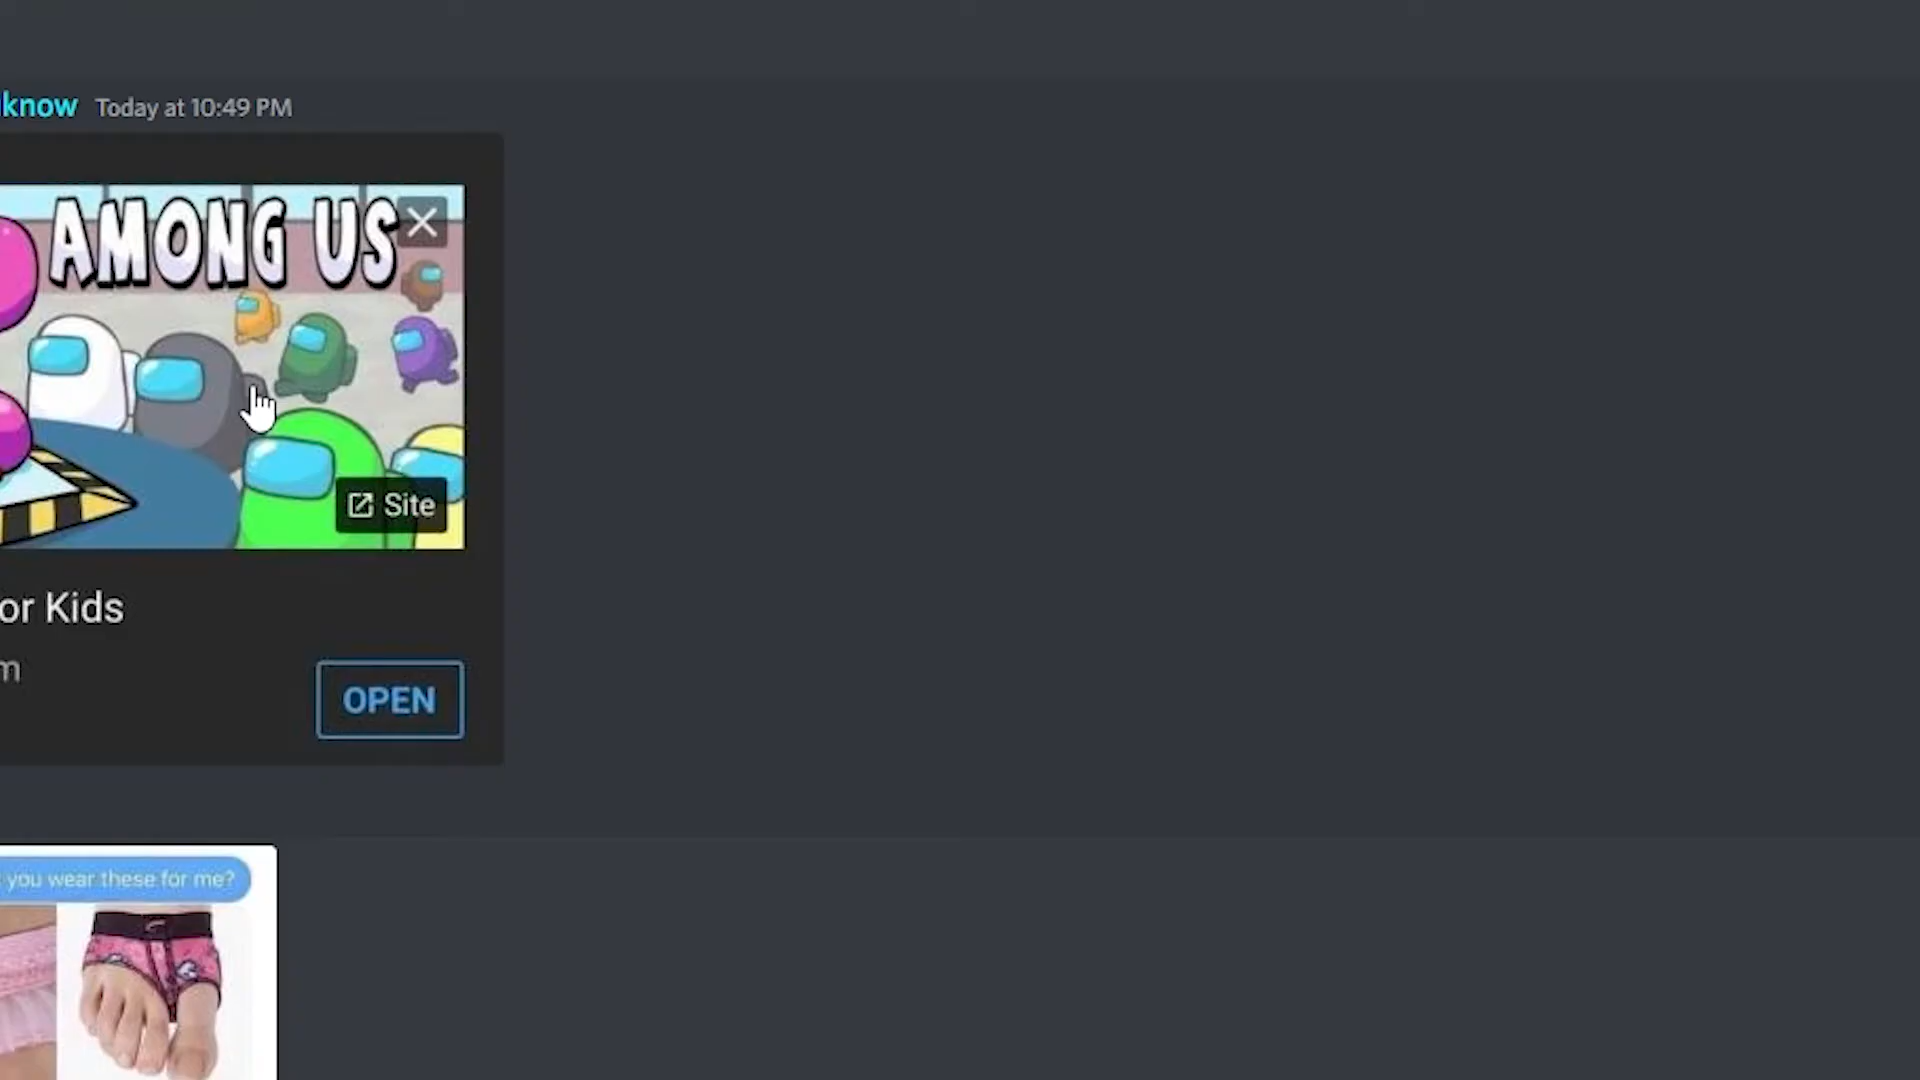 know Today at 10:49 PM
AMONG US
Site
or Kids
m
OPEN
you wear these for me?